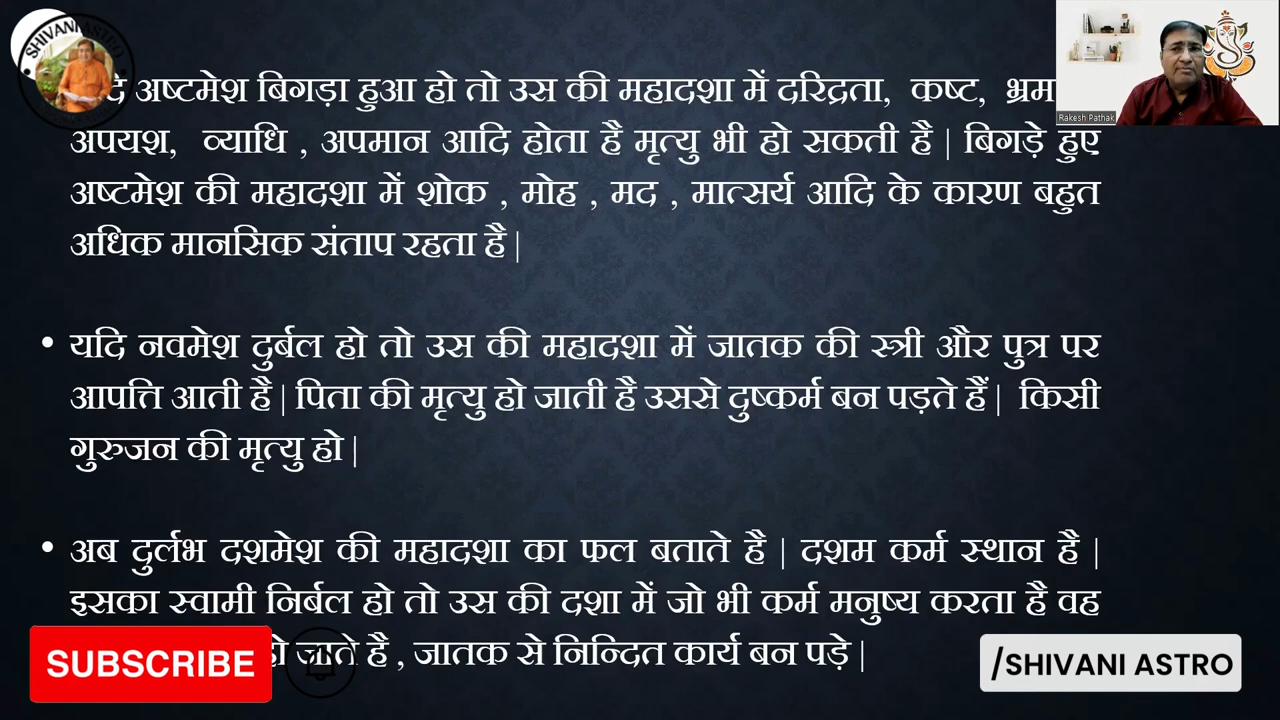 SHIVANI ASTRO
Rakesh Pathak
अष्टमेश बिगड़ा हुआ हो तो उस की महादशा में दरिद्रता, कष्ट,
अपयश, व्याधि , अपमान आदि होता है मृत्यु भी हो सकती है | बिगड़े हुए
अष्टमेश की महादशा में शोक , मोह , मद , मात्सर्य आदि के कारण बहुत
अधिक मानसिक संताप रहता है |
• यदि नवमेश दुर्बल हो तो उस की महादशा में जातक की स्त्री और पुत्र पर
आपत्ति आती है | पिता की मृत्यु हो जाती है उससे दुष्कर्म बन पड़ते हैं | किसी
गुरुजन की मृत्यु हो |
• अब दुर्लभ दशमेश की महादशा का फल बताते है | दशम कर्म स्थान है |
इसका स्वामी निर्बल हो तो उस की दशा में जो भी कर्म मनुष्य करता है वह
जाते है , जातक से निन्दित कार्य बन पड़े |
SUBSCRIBE
/SHIVANI ASTRO